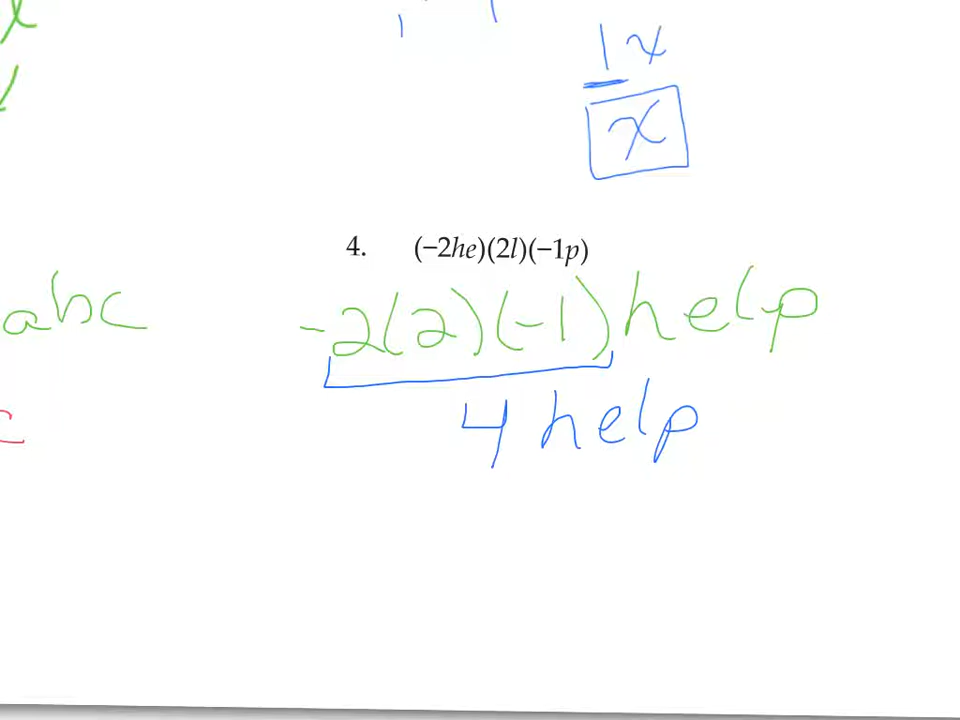 1x
x
4. (−2he)(2l)(−1p)
abc
-2(2)(-1)help
c
4help